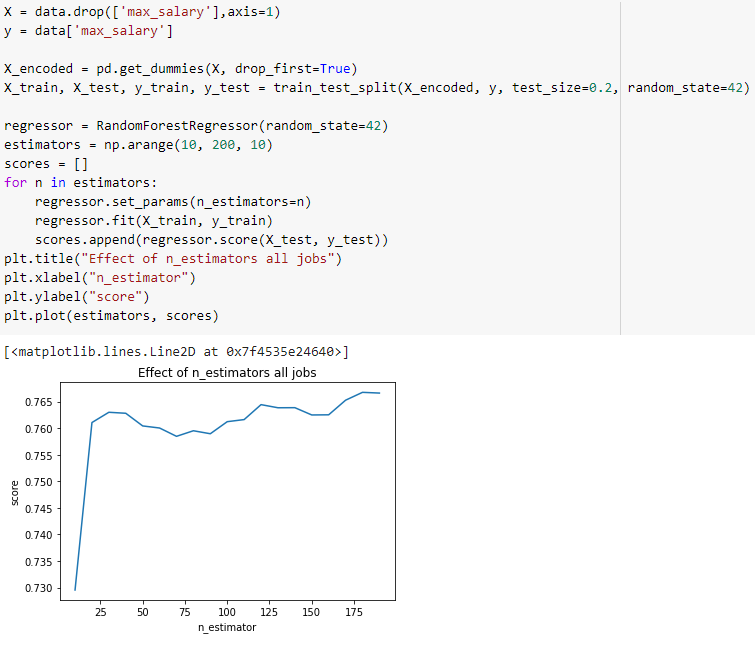 X = data.drop(['max_salary'],axis=1)
y = data['max_salary']
X_encoded = pd.get_dummies(X, drop_first=True)
X_train, X_test, y_train, y_test = train_test_split(X_encoded, y, test_size=0.2, random_state=42)
regressor = RandomForestRegressor(random_state=42)
estimators = np.arange(10, 200, 10)
scores = []
for n in estimators:
    regressor.set_params(n_estimators=n)
    regressor.fit(X_train, y_train)
    scores.append(regressor.score(X_test, y_test))
plt.title("Effect of n_estimators all jobs")
plt.xlabel("n_estimator")
plt.ylabel("score")
plt.plot(estimators, scores)
[<matplotlib.lines.Line2D at 0x7f4535e24640>]
Effect of n_estimators all jobs
0.765
0.760
0.755
0.750
0.745
0.740
0.735
0.730
score
25 50 75 100 125 150 175
n_estimator